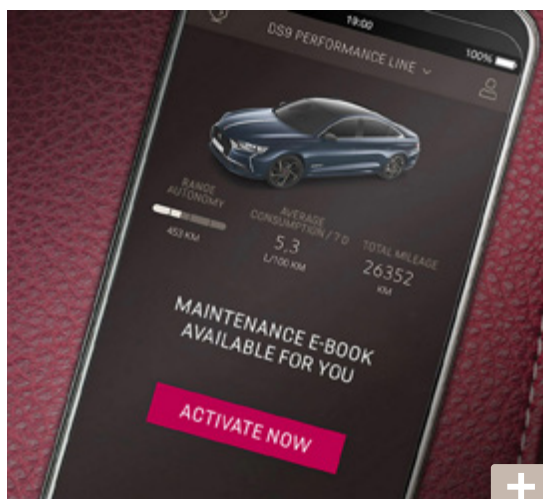 19:00
100%
DS9 PERFORMANCE LINE
RANGE
AUTONOMY
453 KM
AVERAGE
CONSUMPTION / 7 D
5,3
L/100 KM
TOTAL MILEAGE
26352
KM
MAINTENANCE E-BOOK
AVAILABLE FOR YOU
ACTIVATE NOW